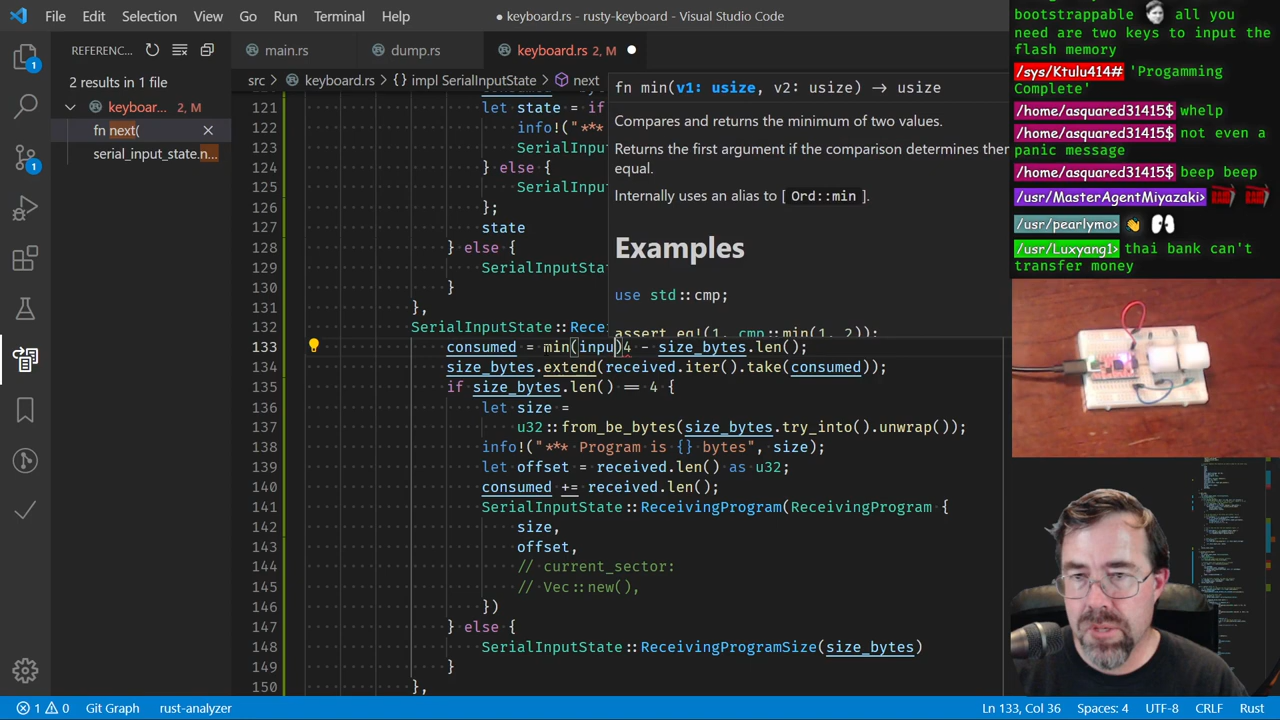 File Edit Selection View Go Run Terminal Help
● keyboard.rs - rusty-keyboard - Visual Studio Code
REFERENC...
2 results in 1 file
keyboar... 2, M
fn next(
serial_input_state.n...
main.rs
dump.rs
keyboard.rs 2, M ●
src > keyboard.rs > {} impl SerialInputState > next
121 let state = if
122 info!("***
123 SerialInput
124 } else {
125 SerialInput
126 };
127 state
128 } else {
129 SerialInputSta
130 }
131 },
132 SerialInputState::Rece
133 consumed = min(inpu)4 - size_bytes.len();
134 size_bytes.extend(received.iter().take(consumed));
135 if size_bytes.len() == 4 {
136 let size =
137 u32::from_be_bytes(size_bytes.try_into().unwrap());
138 info!("*** Program is {} bytes", size);
139 let offset = received.len() as u32;
140 consumed += received.len();
141 SerialInputState::ReceivingProgram(ReceivingProgram {
142 size,
143 offset,
144 // current_sector:
145 // Vec::new(),
146 })
147 } else {
148 SerialInputState::ReceivingProgramSize(size_bytes)
149 }
150 },
fn min(v1: usize, v2: usize) → usize
Compares and returns the minimum of two values.
Returns the first argument if the comparison determines ther
equal.
Internally uses an alias to [ Ord::min ].
Examples
use std::cmp;
assert_eq!(1, cmp::min(1, 2));
bootstrappable all you
need are two keys to input the
flash memory
/sys/Ktulu414# 'Progamming
Complete'
/home/asquared31415$ whelp
/home/asquared31415$ not even a
panic message
/home/asquared31415$ beep beep
/usr/MasterAgentMiyazaki>
/usr/pearlymo>
/usr/Luxyang1> thai bank can't
transfer money
1 0 Git Graph rust-analyzer
Ln 133, Col 36 Spaces: 4 UTF-8 CRLF Rust